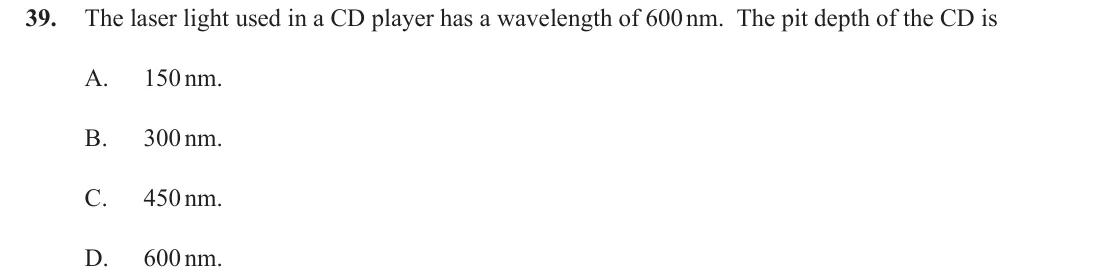 39. The laser light used in a CD player has a wavelength of 600 nm. The pit depth of the CD is
A. 150 nm.
B. 300 nm.
C. 450 nm.
D. 600 nm.